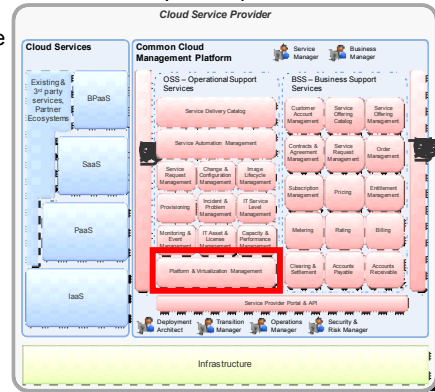 Cloud Service Provider
e
Cloud Services
Common Cloud
Management Platform
Service
Manager
Business
Manager
Existing &
3rd party
services,
Partner
Ecosystems
BPaaS
SaaS
PaaS
IaaS
OSS – Operational Support
Services
Service Delivery Catalog
Service Automation Management
Service
Request
Management
Change &
Configuration
Management
Image
Lifecycle
Management
Provisioning
Incident &
Problem
Management
IT Service
Level
Management
Monitoring &
Event
Management
IT Asset &
License
Management
Capacity &
Performance
Management
Platform & Virtualization Management
BSS – Business Support
Services
Customer
Account
Management
Service
Offering
Catalog
Service
Offering
Management
Contracts &
Agreement
Management
Service
Request
Management
Order
Management
Subscription
Management
Pricing
Entitlement
Management
Metering
Rating
Billing
Clearing &
Settlement
Accounts
Payable
Accounts
Receivable
Service Provider Portal & API
Deployment
Architect
Transition
Manager
Operations
Manager
Security &
Risk Manager
Infrastructure